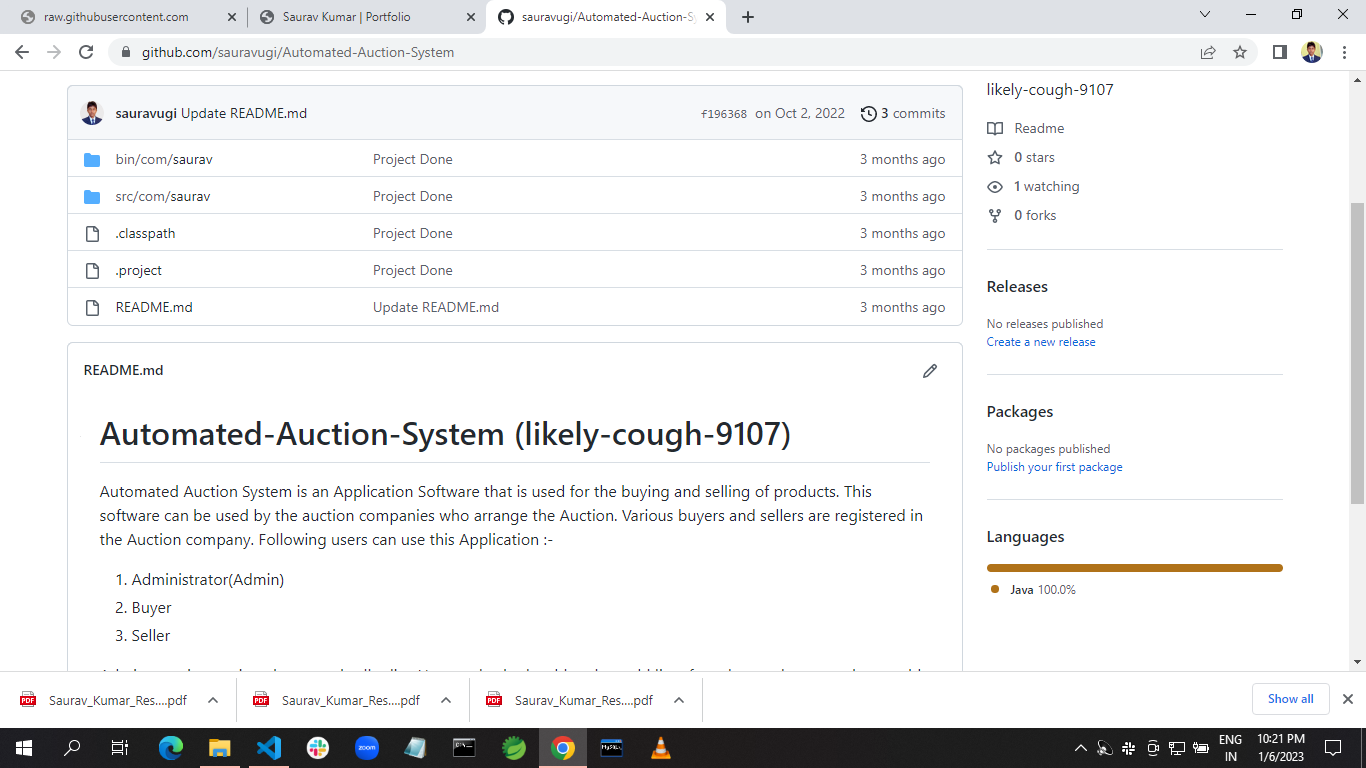 raw.githubusercontent.com
Saurav Kumar | Portfolio
sauravugi/Automated-Auction-S
github.com/sauravugi/Automated-Auction-System
sauravugi Update README.md
f196368 on Oct 2, 2022
3 commits
bin/com/saurav Project Done 3 months ago
src/com/saurav Project Done 3 months ago
.classpath Project Done 3 months ago
.project Project Done 3 months ago
README.md Update README.md 3 months ago
likely-cough-9107
Readme
0 stars
1 watching
0 forks
Releases
No releases published
Create a new release
Packages
No packages published
Publish your first package
Languages
Java 100.0%
README.md
Automated-Auction-System (likely-cough-9107)
Automated Auction System is an Application Software that is used for the buying and selling of products. This
software can be used by the auction companies who arrange the Auction. Various buyers and sellers are registered in
the Auction company. Following users can use this Application :-
1. Administrator(Admin)
2. Buyer
3. Seller
PDF Saurav_Kumar_Res....pdf
PDF Saurav_Kumar_Res....pdf
PDF Saurav_Kumar_Res....pdf
Show all
zoom
MySQL
ENG
IN
10:21 PM
1/6/2023